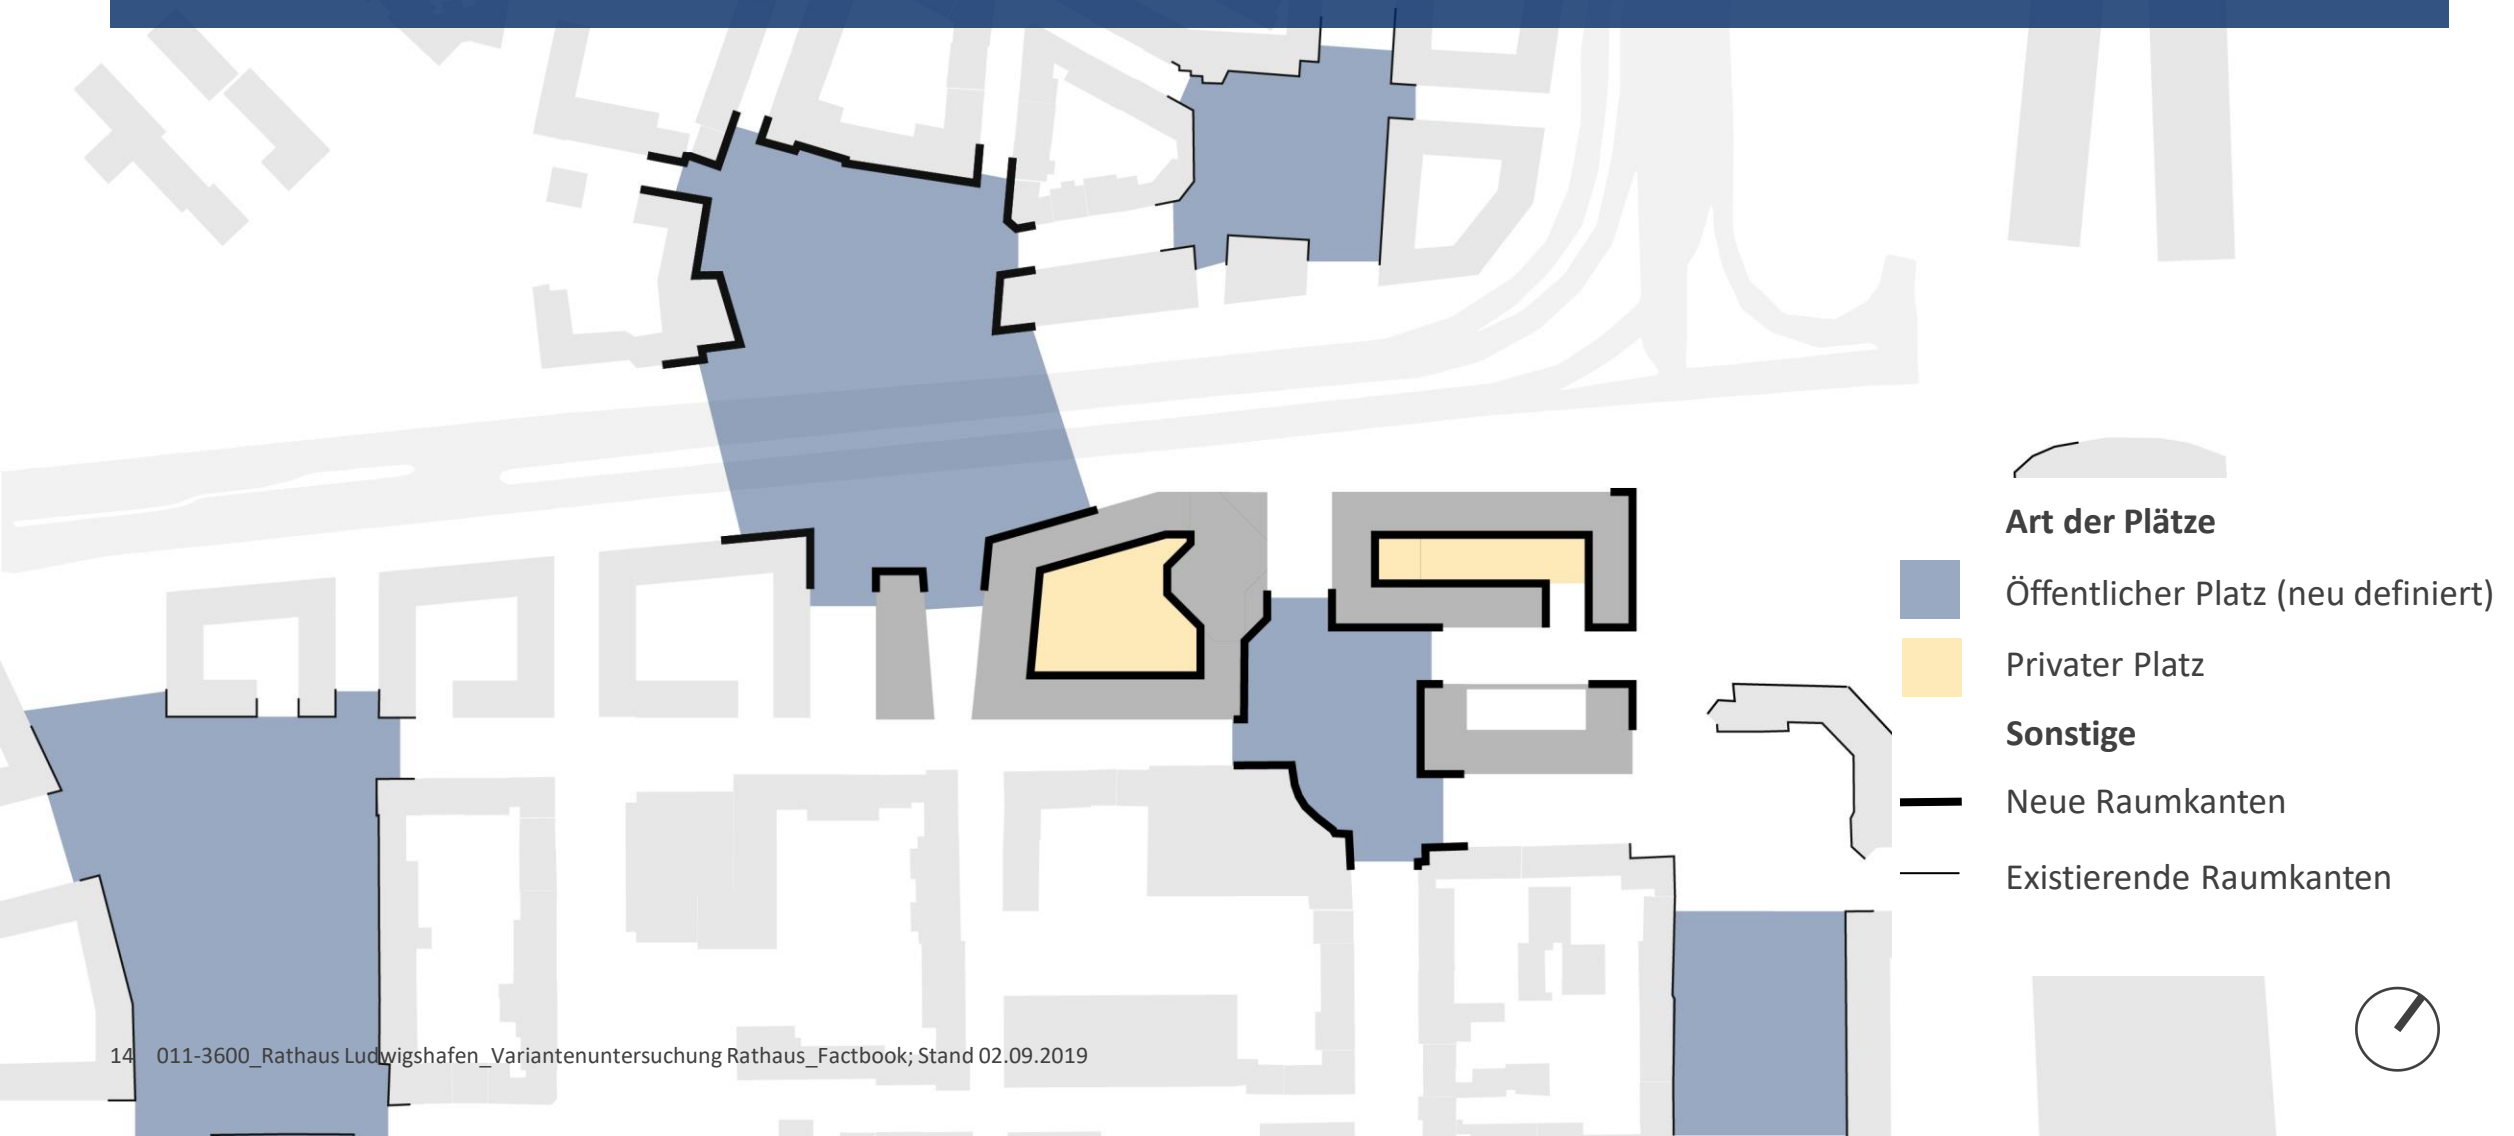 Art der Plätze
Öffentlicher Platz (neu definiert)
Privater Platz
Sonstige
Neue Raumkanten
Existierende Raumkanten
14 011-3600_Rathaus Ludwigshafen_Variantenuntersuchung Rathaus_Factbook; Stand 02.09.2019